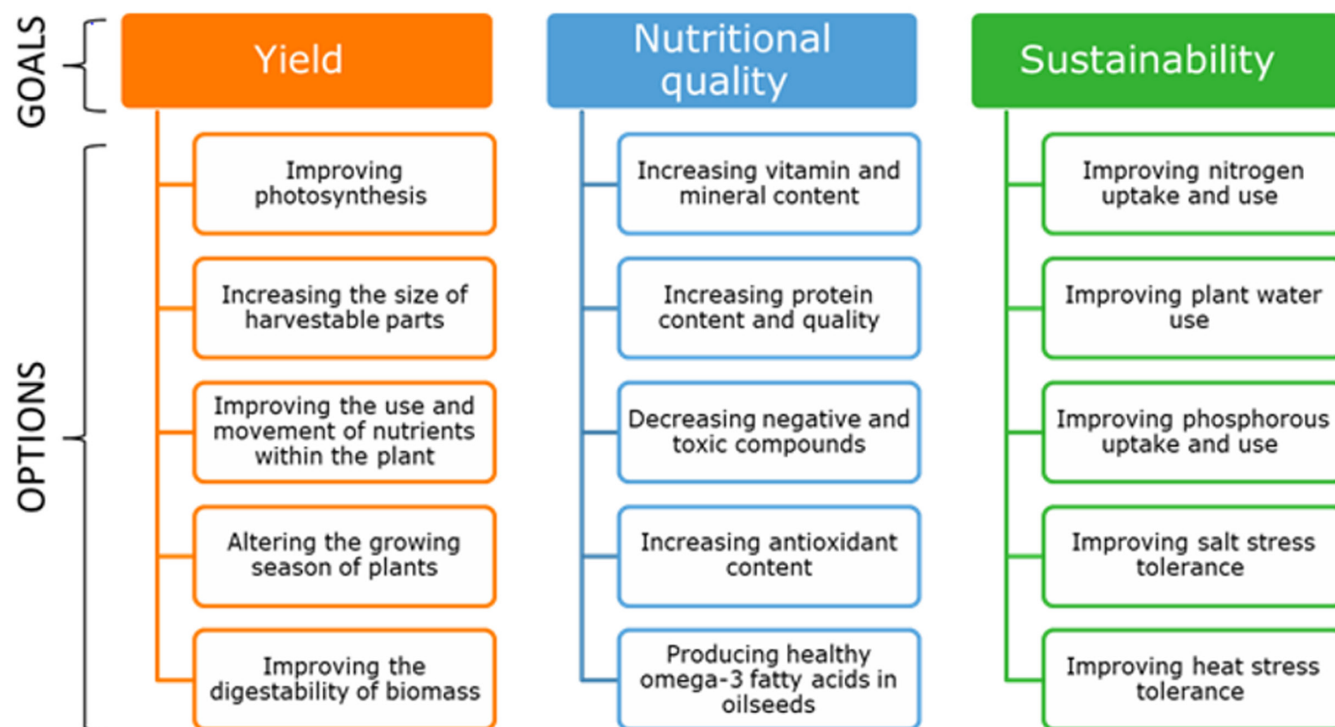 GOALS
Yield
Nutritional
quality
Sustainability
OPTIONS
Improving
photosynthesis
Increasing the size of
harvestable parts
Improving the use and
movement of nutrients
within the plant
Altering the growing
season of plants
Improving the
digestability of biomass
Increasing vitamin and
mineral content
Increasing protein
content and quality
Decreasing negative and
toxic compounds
Increasing antioxidant
content
Producing healthy
omega-3 fatty acids in
oilseeds
Improving nitrogen
uptake and use
Improving plant water
use
Improving phosphorous
uptake and use
Improving salt stress
tolerance
Improving heat stress
tolerance